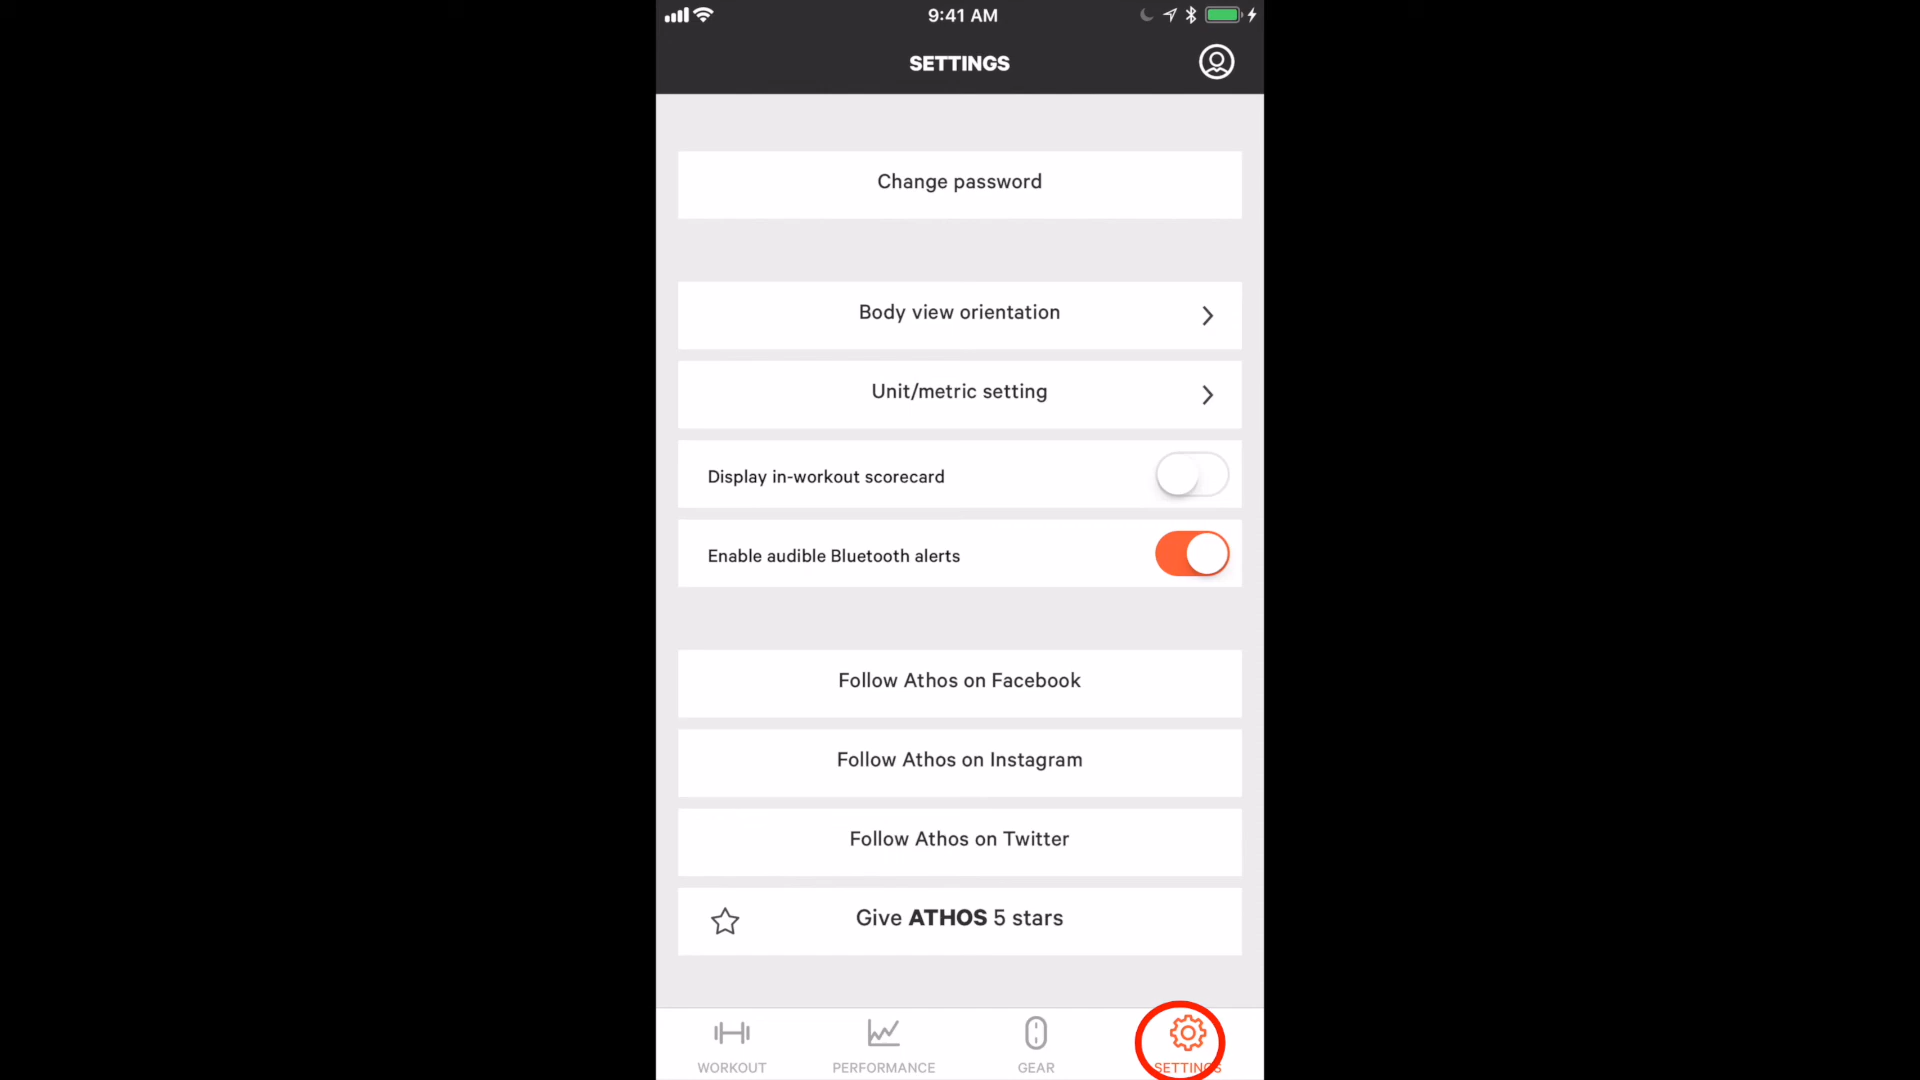 9:41 AM
SETTINGS
Change password
Body view orientation
Unit/metric setting
Display in-workout scorecard
Enable audible Bluetooth alerts
Follow Athos on Facebook
Follow Athos on Instagram
Follow Athos on Twitter
Give ATHOS 5 stars
WORKOUT PERFORMANCE GEAR SETTINGS